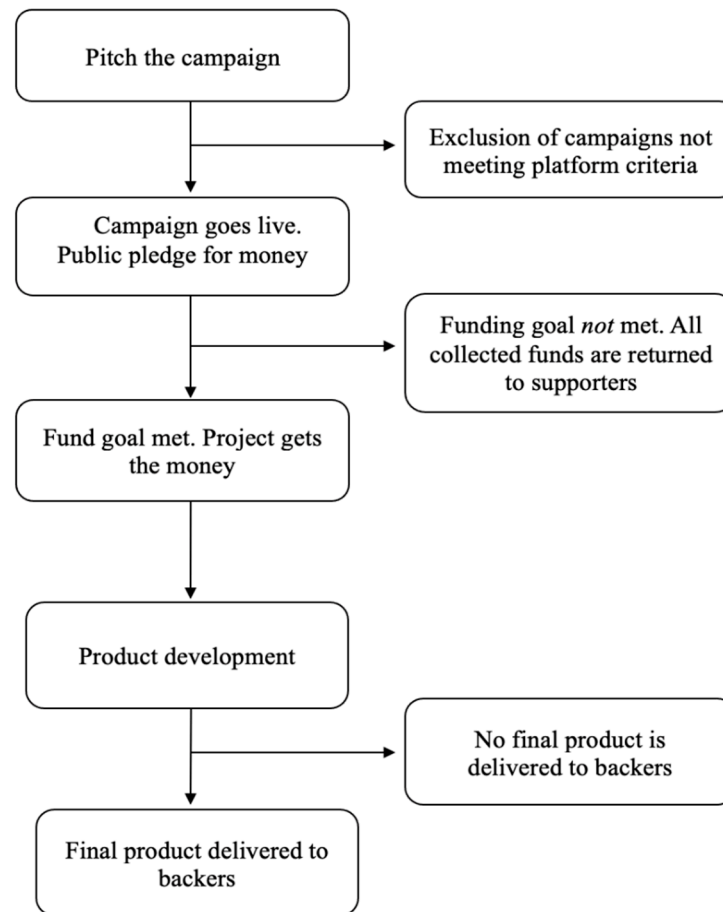 Pitch the campaign
Exclusion of campaigns not
meeting platform criteria
Campaign goes live.
Public pledge for money
Funding goal not met. All
collected funds are returned
to supporters
Fund goal met. Project gets
the money
Product development
No final product is
delivered to backers
Final product delivered to
backers